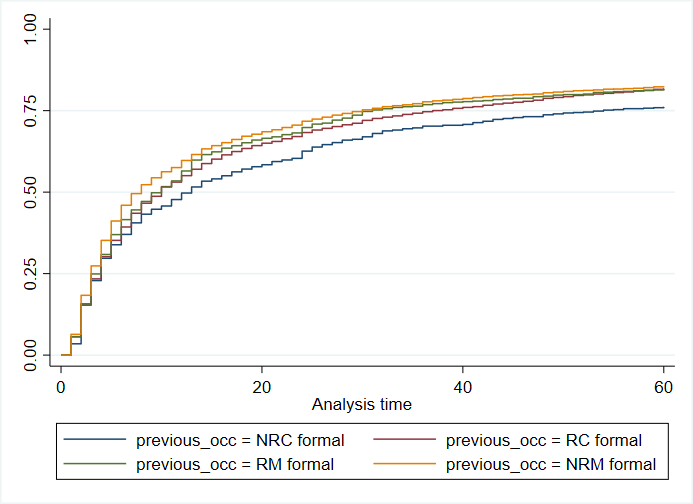 1.00
0.75
0.50
0.25
0.00
0 20 40 60
Analysis time
previous_occ = NRC formal previous_occ = RC formal
previous_occ = RM formal previous_occ = NRM formal